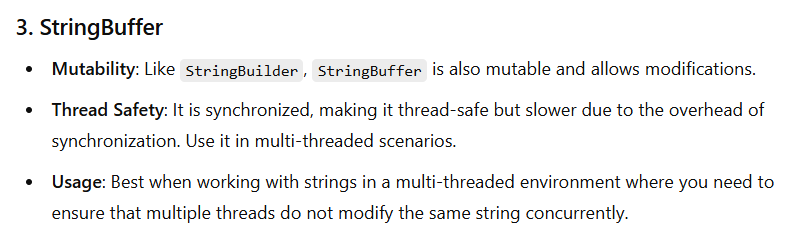 3. StringBuffer
• Mutability: Like StringBuilder, StringBuffer is also mutable and allows modifications.
• Thread Safety: It is synchronized, making it thread-safe but slower due to the overhead of
synchronization. Use it in multi-threaded scenarios.
• Usage: Best when working with strings in a multi-threaded environment where you need to
ensure that multiple threads do not modify the same string concurrently.